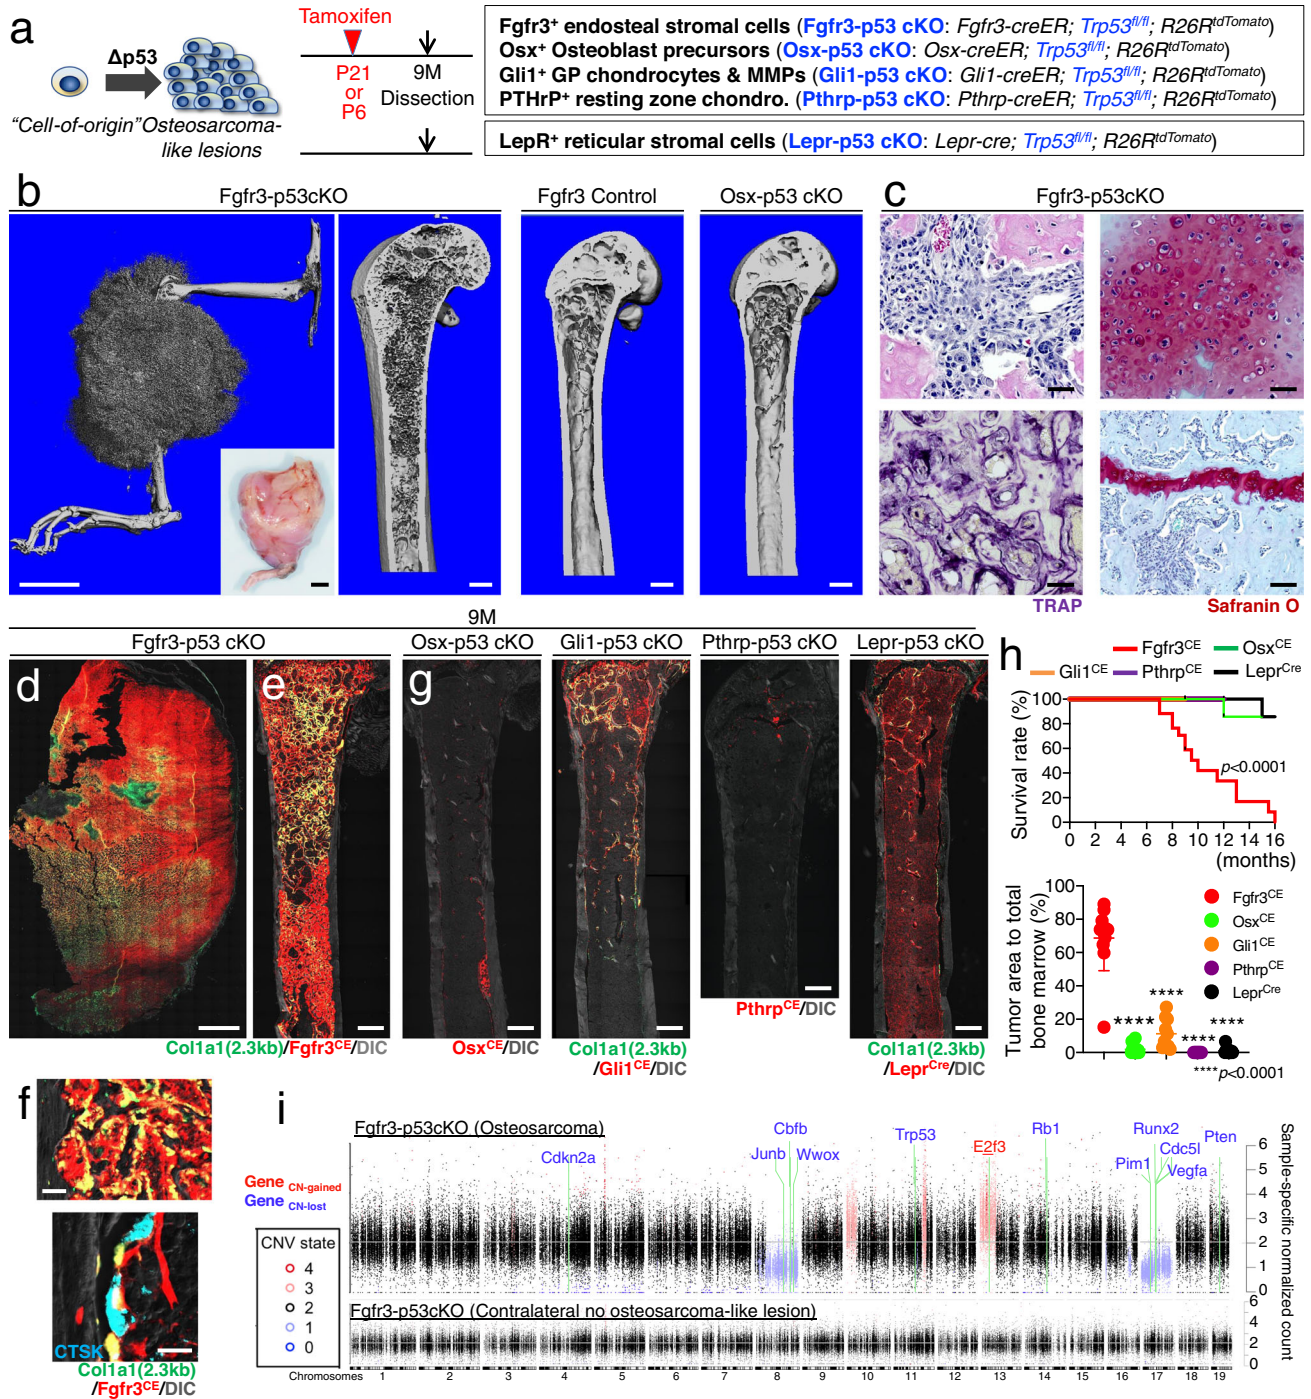 a
Tamoxifen
Δp53
P21
or
P6
9M
Dissection
"Cell-of-origin"
Osteosarcoma-
like lesions
Fgfr3+ endosteal stromal cells (Fgfr3-p53 cKO: Fgfr3-creER; Trp53fl/fl; R26RtdTomato)
Osx+ Osteoblast precursors (Osx-p53 cKO: Osx-creER; Trp53fl/fl; R26RtdTomato)
Gli1+ GP chondrocytes & MMPs (Gli1-p53 cKO: Gli1-creER; Trp53fl/fl; R26RtdTomato)
PTHrP+ resting zone chondro. (Pthrp-p53 cKO: Pthrp-creER; Trp53fl/fl; R26RtdTomato)
LepR+ reticular stromal cells (Lepr-p53 cKO: Lepr-cre; Trp53fl/fl; R26RtdTomato)
b
Fgfr3-p53cKO
Fgfr3 Control
Osx-p53 cKO
c
Fgfr3-p53cKO
TRAP
Safranin O
9M
Fgfr3-p53 cKO
Osx-p53 cKO
Gli1-p53 cKO
Pthrp-p53 cKO
Lepr-p53 cKO
d
e
g
Col1a1(2.3kb)/Fgfr3CE/DIC
OsxCE/DIC
Col1a1(2.3kb)
/Gli1CE/DIC
PthrpCE/DIC
Col1a1(2.3kb)
/LeprCre/DIC
h
Fgfr3CE
OsxCE
Gli1CE
PthrpCE
LeprCre
Survival rate (%)
100
80
60
40
20
0
p<0.0001
0 2 4 6 8 10 12 14 16
(months)
Tumor area to total
bone marrow (%)
100
80
60
40
20
0
Fgfr3CE
OsxCE
Gli1CE
PthrpCE
LeprCre
****
****
****
****
****p<0.0001
f
CTSK
Col1a1(2.3kb)
/Fgfr3CE/DIC
i
Fgfr3-p53cKO (Osteosarcoma)
Gene CN-gained
Gene CN-lost
CNV state
4
3
2
1
0
Cdkn2a
Junb
Cbfb
Wwox
Trp53
E2f3
Rb1
Pim1
Runx2
Cdc5l
Vegfa
Pten
6
5
4
3
2
1
0
Sample-specific normalized count
Fgfr3-p53cKO (Contralateral no osteosarcoma-like lesion)
6
4
2
0
Chromosomes 1 2 3 4 5 6 7 8 9 10 11 12 13 14 15 16 17 18 19